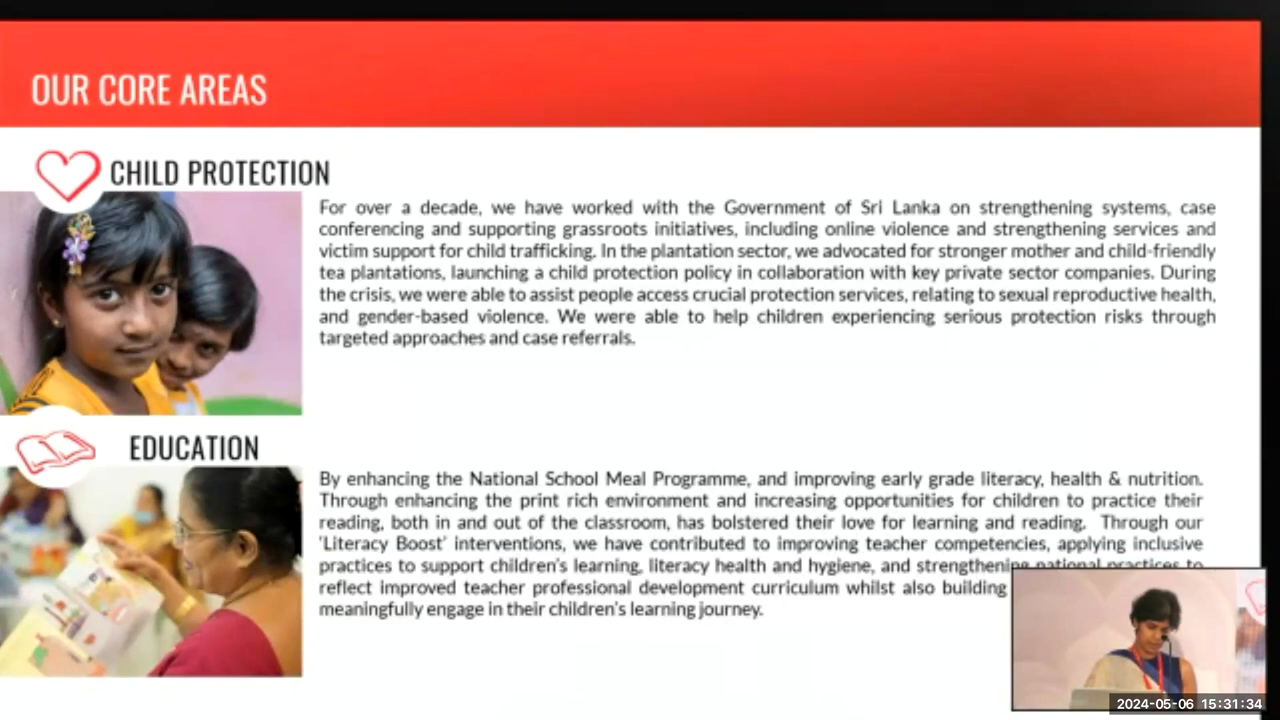 OUR CORE AREAS
CHILD PROTECTION
For over a decade, we have worked with the Government of Sri Lanka on strengthening systems, case
conferencing and supporting grassroots initiatives, including online violence and strengthening services and
victim support for child trafficking. In the plantation sector, we advocated for stronger mother and child-friendly
tea plantations, launching a child protection policy in collaboration with key private sector companies. During
the crisis, we were able to assist people access crucial protection services, relating to sexual reproductive health,
and gender-based violence. We were able to help children experiencing serious protection risks through
targeted approaches and case referrals.
EDUCATION
By enhancing the National School Meal Programme, and improving early grade literacy, health & nutrition.
Through enhancing the print rich environment and increasing opportunities for children to practice their
reading, both in and out of the classroom, has bolstered their love for learning and reading. Through our
'Literacy Boost' interventions, we have contributed to improving teacher competencies, applying inclusive
practices to support children's learning, literacy health and hygiene, and strengthening national practices to
reflect improved teacher professional development curriculum whilst also building
meaningfully engage in their children's learning journey.
2024-05-06 15:31:34